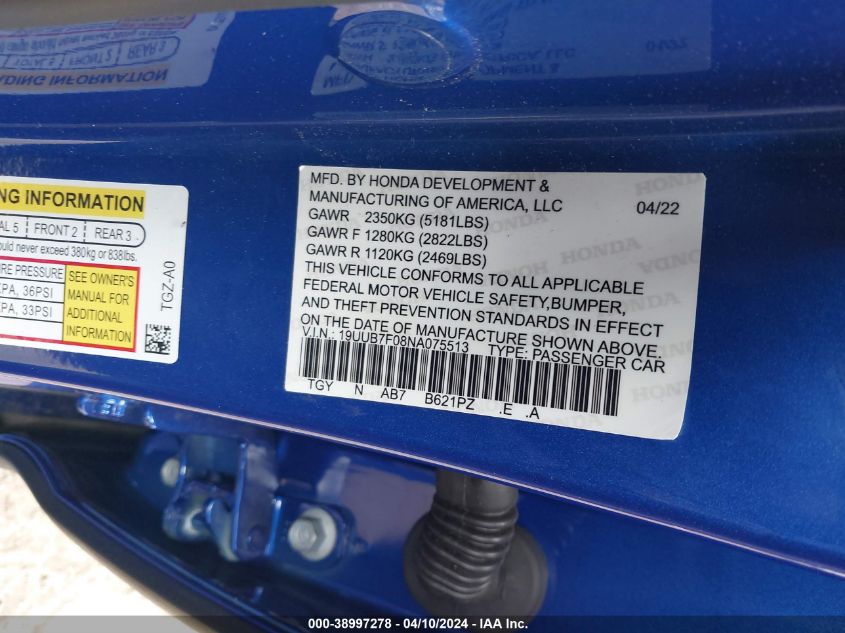 NG INFORMATION
AL 5 FRONT 2 REAR 3
ould never exceed 380kg or 838lbs.
RE PRESSURE
KPA, 36PSI
KPA, 33PSI
SEE OWNER'S
MANUAL FOR
ADDITIONAL
INFORMATION
TGZ-A0
MFD. BY HONDA DEVELOPMENT &
MANUFACTURING OF AMERICA, LLC 04/22
GAWR 2350KG (5181LBS)
GAWR F 1280KG (2822LBS)
GAWR R 1120KG (2469LBS)
THIS VEHICLE CONFORMS TO ALL APPLICABLE
FEDERAL MOTOR VEHICLE SAFETY,BUMPER,
AND THEFT PREVENTION STANDARDS IN EFFECT
ON THE DATE OF MANUFACTURE SHOWN ABOVE.
V.I.N.: 19UUB7F08NA075513 TYPE: PASSENGER CAR
TGY N AB7 B621PZ .E .A
000-38997278 - 04/10/2024 - IAA Inc.